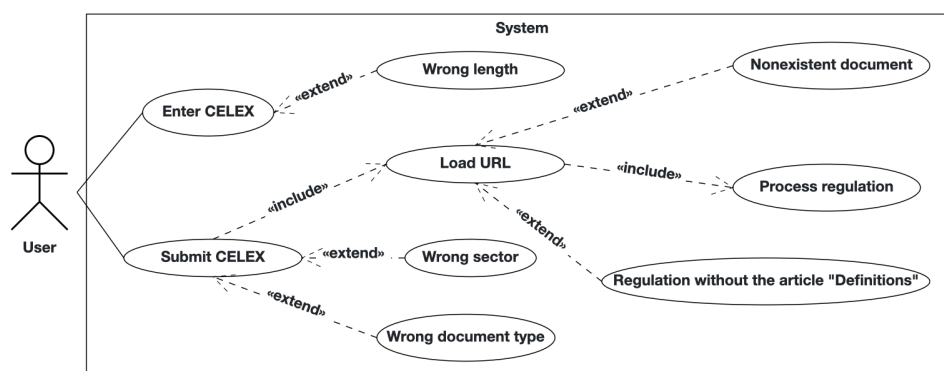 System
Wrong length
Nonexistent document
«extend»
«extend»
Enter CELEX
Load URL
«include»
Process regulation
«include»
«extend»
User
Submit CELEX
«extend»
Wrong sector
Regulation without the article "Definitions"
«extend»
Wrong document type